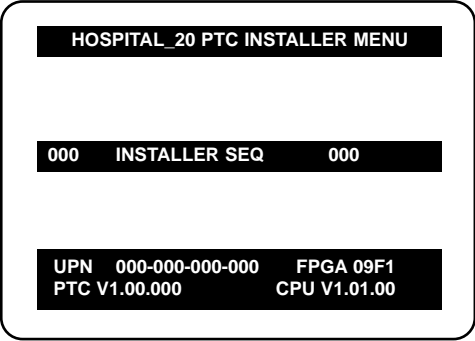 HOSPITAL_20 PTC INSTALLER MENU
000 INSTALLER SEQ 000
UPN 000-000-000-000 FPGA 09F1
PTC V1.00.000 CPU V1.01.00